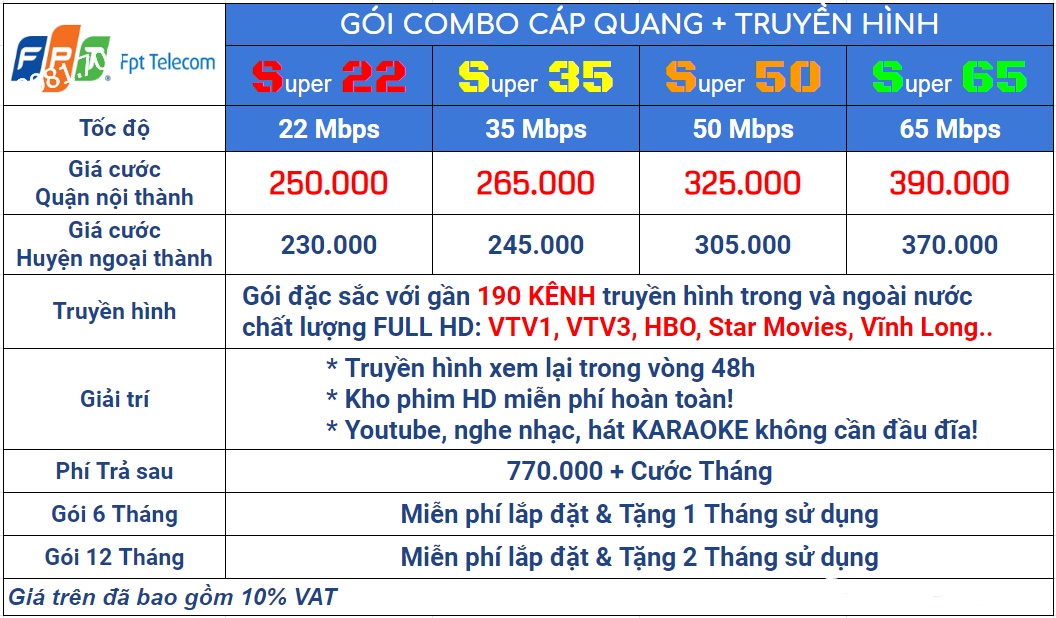 GÓI COMBO CÁP QUANG + TRUYỀN HÌNH
FPT Fpt Telecom
Super 22 Super 35 Super 50 Super 65
Tốc độ 22 Mbps 35 Mbps 50 Mbps 65 Mbps
Giá cước
Quận nội thành 250.000 265.000 325.000 390.000
Giá cước
Huyện ngoại thành 230.000 245.000 305.000 370.000
Truyền hình
Gói đặc sắc với gần 190 KÊNH truyền hình trong và ngoài nước
chất lượng FULL HD: VTV1, VTV3, HBO, Star Movies, Vĩnh Long..
Giải trí
* Truyền hình xem lại trong vòng 48h
* Kho phim HD miễn phí hoàn toàn!
* Youtube, nghe nhạc, hát KARAOKE không cần đầu đĩa!
Phí Trả sau 770.000 + Cước Tháng
Gói 6 Tháng Miễn phí lắp đặt & Tặng 1 Tháng sử dụng
Gói 12 Tháng Miễn phí lắp đặt & Tặng 2 Tháng sử dụng
Giá trên đã bao gồm 10% VAT